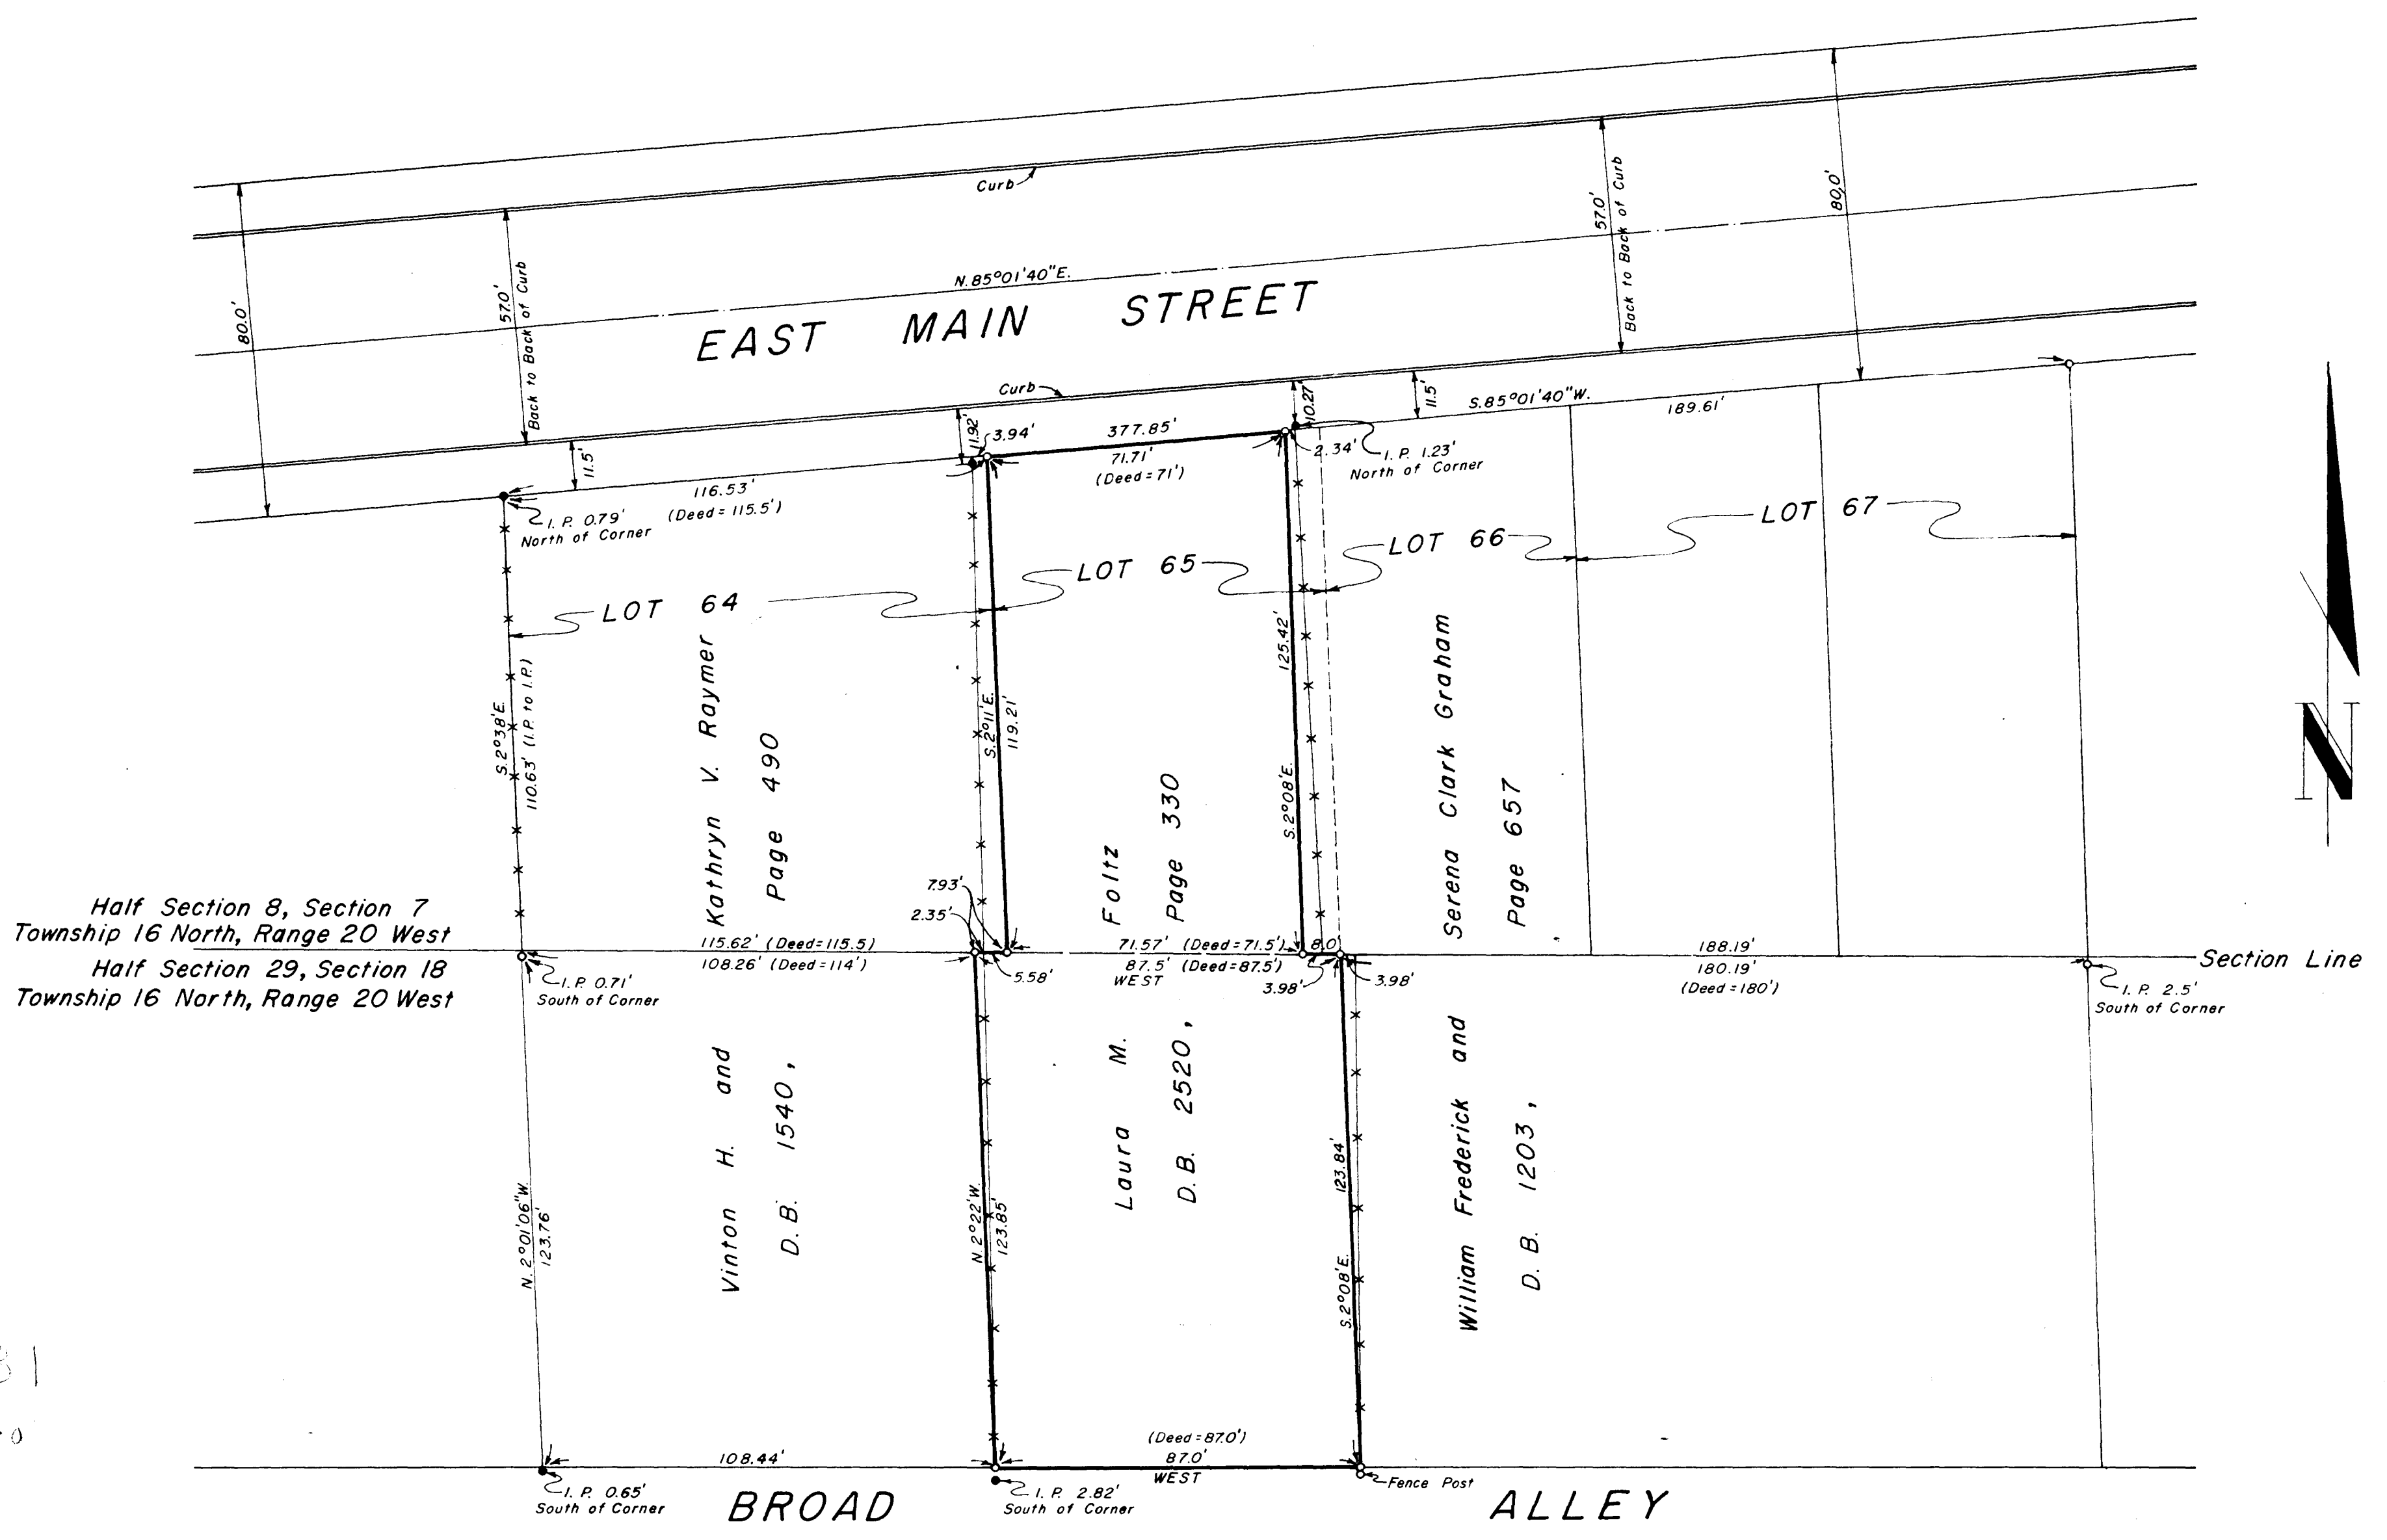 Curb
80.0'
57.0'
Back to Back of Curb
N. 85°01'40"E.
EAST MAIN STREET
57.0'
Back to Back of Curb
80.0'
Curb
11.5'
11.92'
3.94'
377.85'
71.71'
(Deed = 71')
10.27'
11.5'
S. 85°01'40"W.
189.61'
2.34'
I. P. 1.23'
North of Corner
116.53'
(Deed = 115.5')
I. P. 0.79'
North of Corner
LOT 64
LOT 65
LOT 66
LOT 67
S. 2°38'E.
110.63' (I.P. to I.P.)
Vinton H. and Kathryn V. Raymer
D.B. 1540, Page 490
S. 2°11'E.
119.21'
Laura M. Foltz
D.B. 2520, Page 330
125.42'
S. 2°08'E.
William Frederick and Serena Clark Graham
D. B. 1203, Page 657
N
Half Section 8, Section 7
Township 16 North, Range 20 West
Half Section 29, Section 18
Township 16 North, Range 20 West
7.93'
2.35'
115.62' (Deed=115.5)
108.26' (Deed=114')
5.58'
71.57' (Deed=71.5')
87.5' (Deed=87.5')
WEST
8.0'
3.98'
3.98'
188.19'
180.19'
(Deed=180')
Section Line
I. P. 0.71'
South of Corner
I. P. 2.5'
South of Corner
N. 2°01'06"W.
123.76'
N. 2°22'W.
123.85'
123.84'
S. 2°08'E.
108.44'
(Deed=87.0')
87.0'
WEST
Fence Post
I. P. 0.65'
South of Corner
I. P. 2.82'
South of Corner
BROAD ALLEY